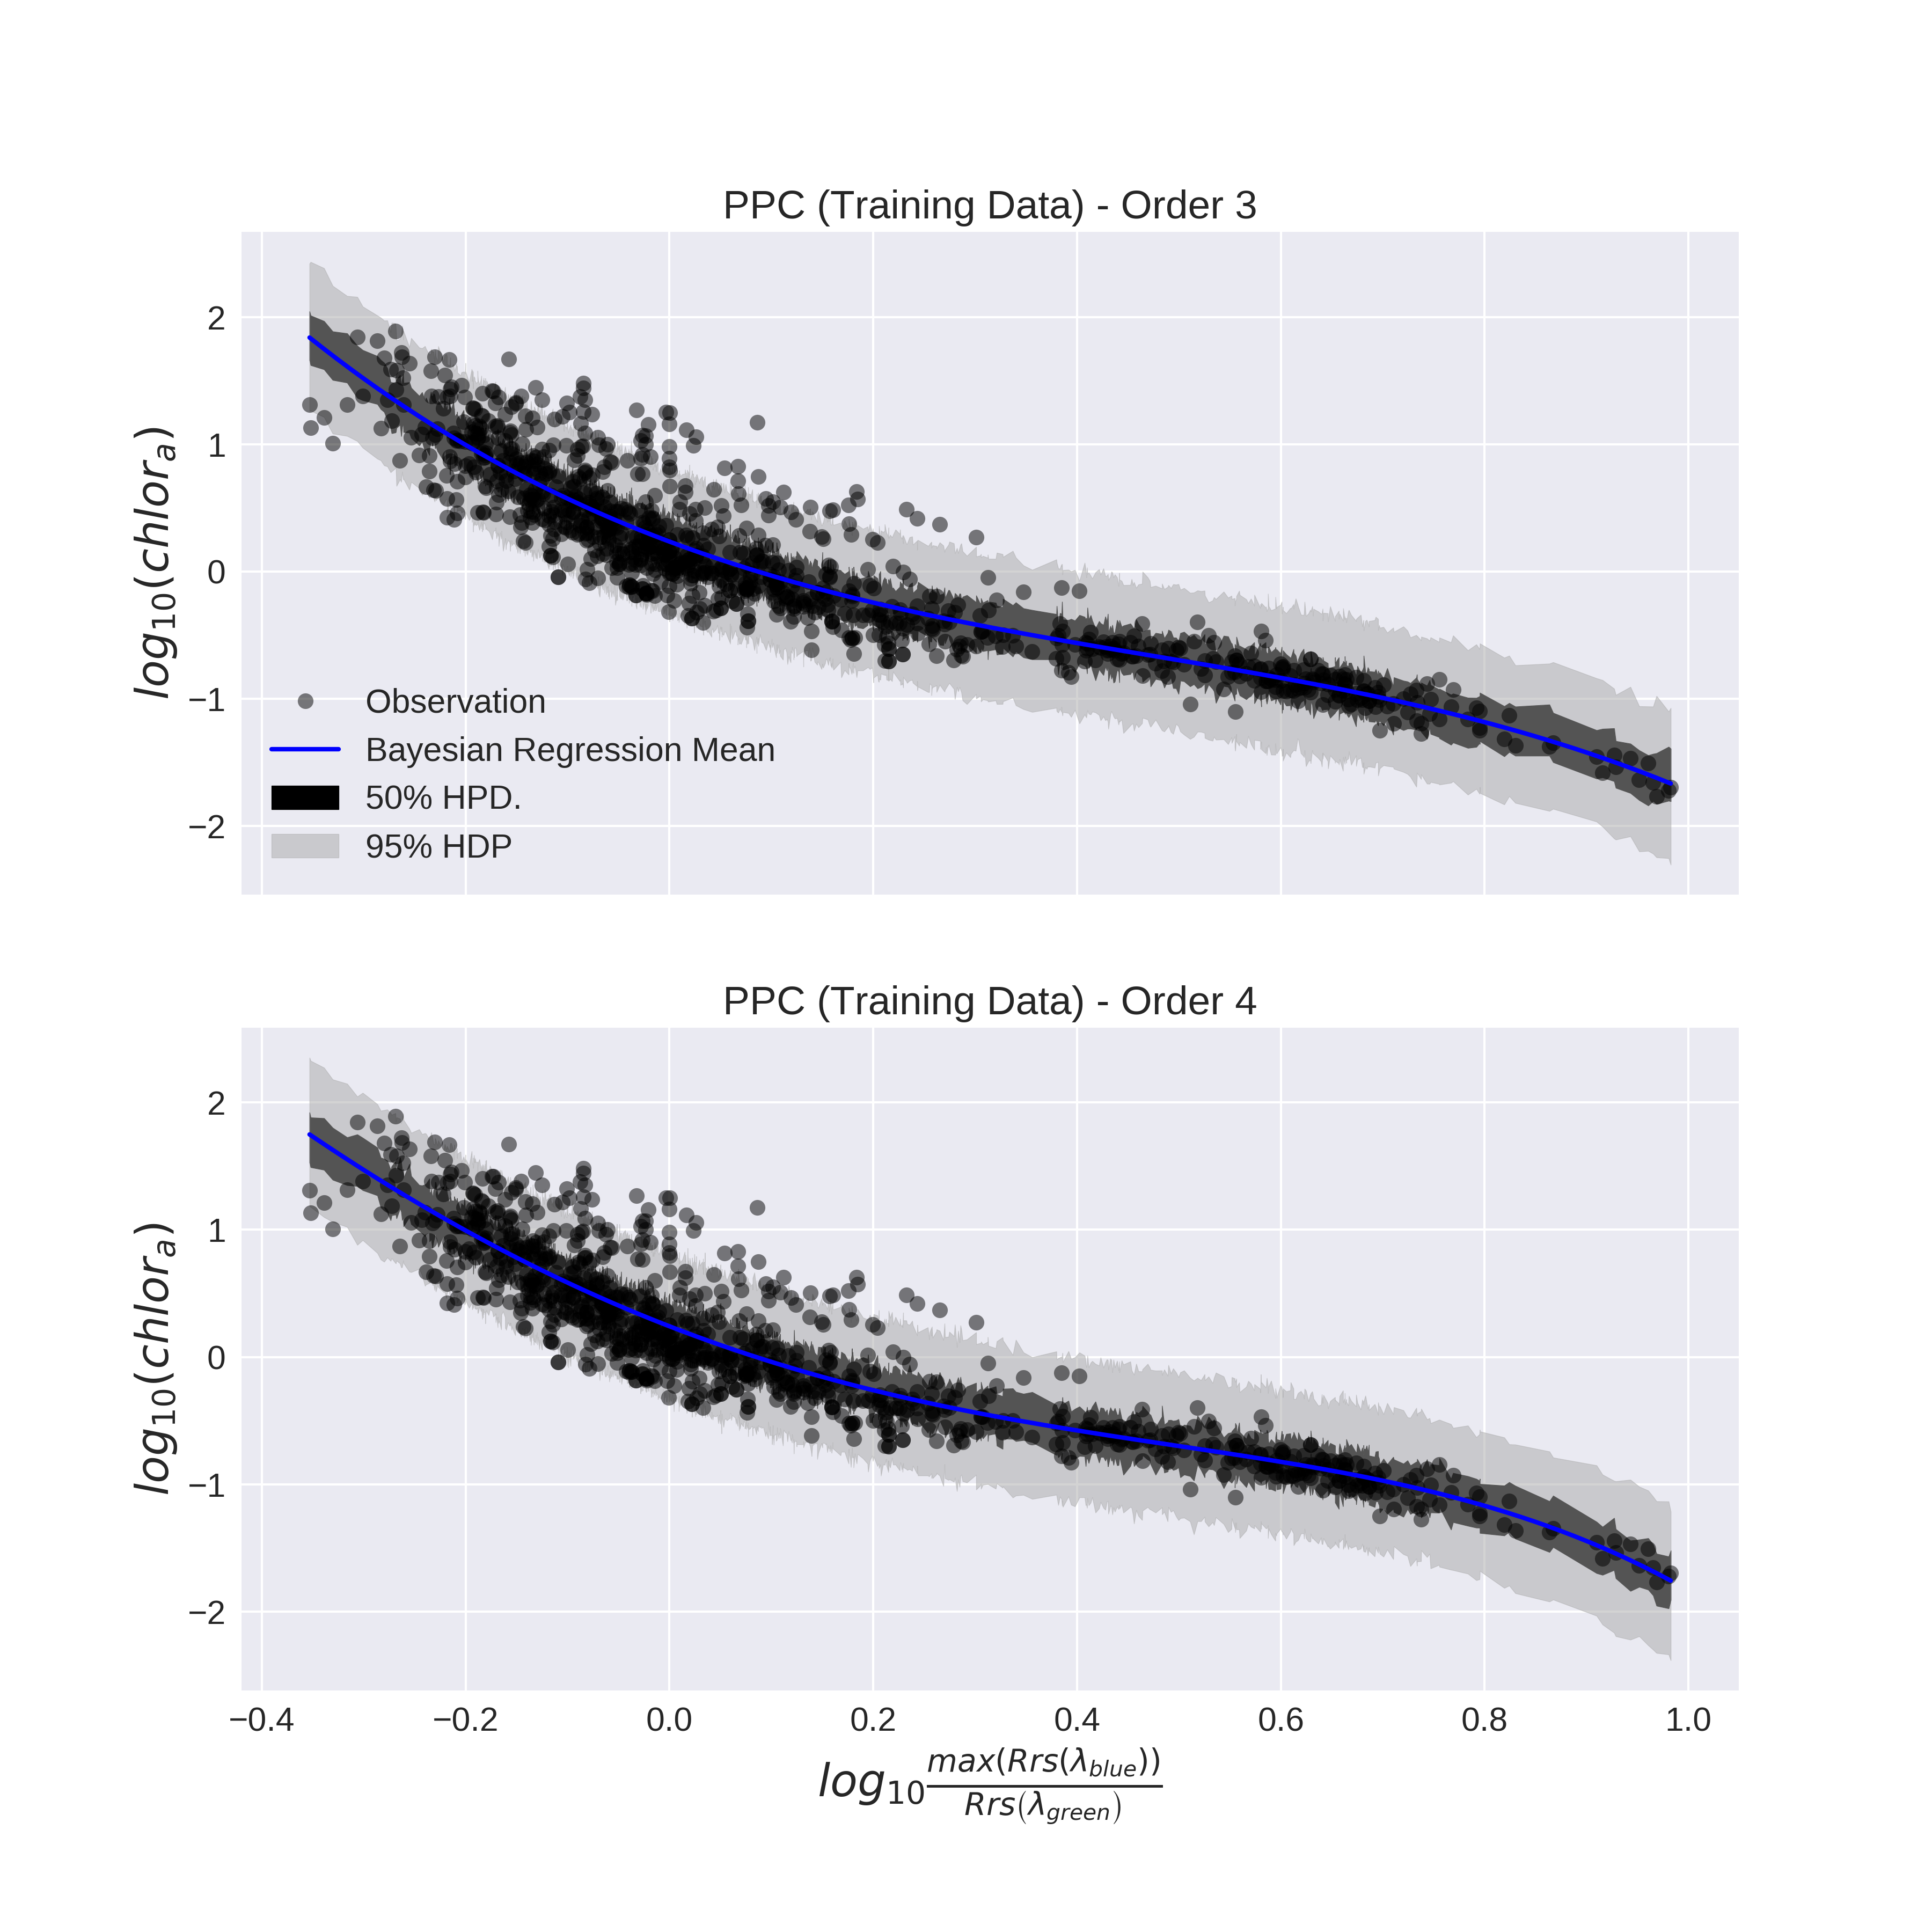 PPC (Training Data) - Order 3
2
1
0
−1
−2
log₁₀(chlorₐ)
Observation
Bayesian Regression Mean
50% HPD.
95% HDP
PPC (Training Data) - Order 4
2
1
0
−1
−2
log₁₀(chlorₐ)
−0.4 −0.2 0.0 0.2 0.4 0.6 0.8 1.0
log₁₀ max(Rrs(λ_blue))
Rrs(λ_green)